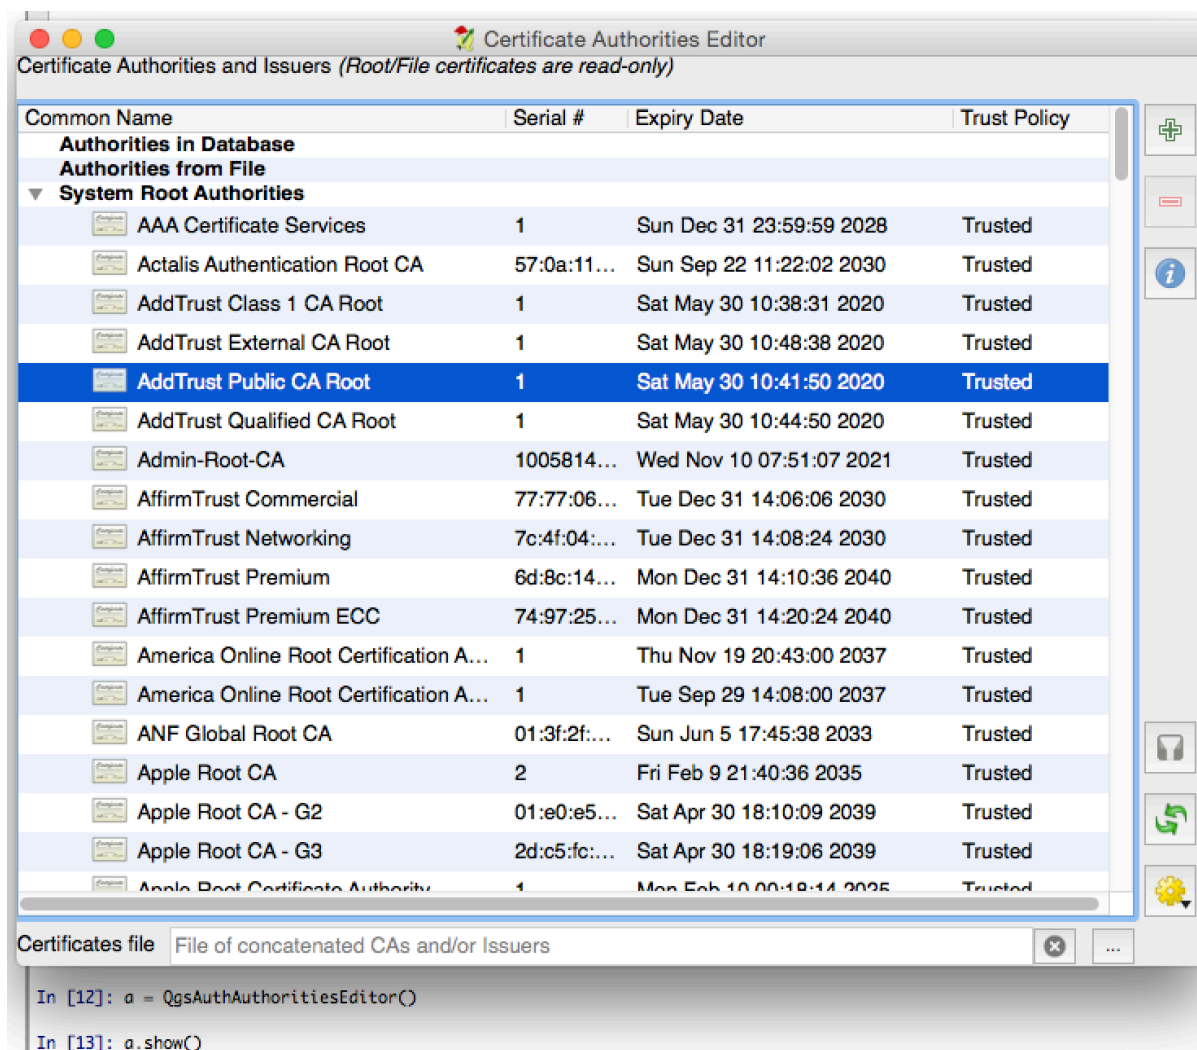 Certificate Authorities Editor
Certificate Authorities and Issuers (Root/File certificates are read-only)
Common Name Serial # Expiry Date Trust Policy
Authorities in Database
Authorities from File
System Root Authorities
AAA Certificate Services 1 Sun Dec 31 23:59:59 2028 Trusted
Actalis Authentication Root CA 57:0a:11... Sun Sep 22 11:22:02 2030 Trusted
AddTrust Class 1 CA Root 1 Sat May 30 10:38:31 2020 Trusted
AddTrust External CA Root 1 Sat May 30 10:48:38 2020 Trusted
AddTrust Public CA Root 1 Sat May 30 10:41:50 2020 Trusted
AddTrust Qualified CA Root 1 Sat May 30 10:44:50 2020 Trusted
Admin-Root-CA 1005814... Wed Nov 10 07:51:07 2021 Trusted
AffirmTrust Commercial 77:77:06... Tue Dec 31 14:06:06 2030 Trusted
AffirmTrust Networking 7c:4f:04:... Tue Dec 31 14:08:24 2030 Trusted
AffirmTrust Premium 6d:8c:14... Mon Dec 31 14:10:36 2040 Trusted
AffirmTrust Premium ECC 74:97:25... Mon Dec 31 14:20:24 2040 Trusted
America Online Root Certification A... 1 Thu Nov 19 20:43:00 2037 Trusted
America Online Root Certification A... 1 Tue Sep 29 14:08:00 2037 Trusted
ANF Global Root CA 01:3f:2f:... Sun Jun 5 17:45:38 2033 Trusted
Apple Root CA 2 Fri Feb 9 21:40:36 2035 Trusted
Apple Root CA - G2 01:e0:e5... Sat Apr 30 18:10:09 2039 Trusted
Apple Root CA - G3 2d:c5:fc:... Sat Apr 30 18:19:06 2039 Trusted
Apple Root Certificate Authority 1 Mon Feb 10 00:18:14 2025 Trusted
Certificates file File of concatenated CAs and/or Issuers ...
In [12]: a = QgsAuthAuthoritiesEditor()
In [13]: a.show()